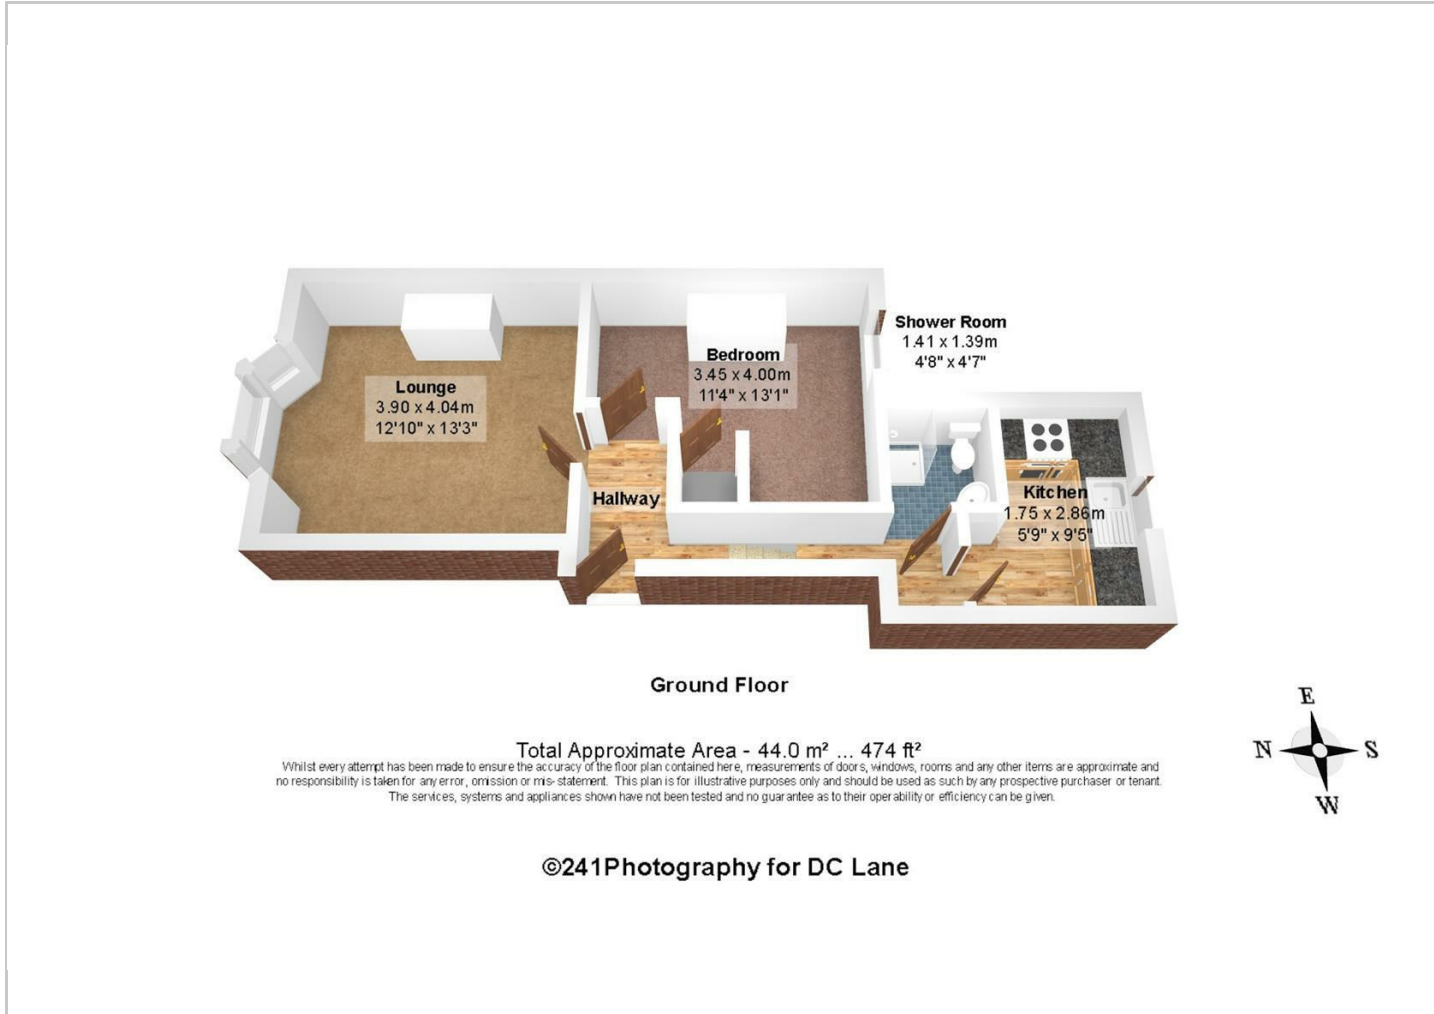 Shower Room
1.41 x 1.39m
4'8" x 4'7"
Bedroom
3.45 x 4.00m
11'4" x 13'1"
Lounge
3.90 x 4.04m
12'10" x 13'3"
Hallway
Kitchen
1.75 x 2.86m
5'9" x 9'5"
Ground Floor
E
N S
W
Total Approximate Area - 44.0 m² ... 474 ft²
Whilst every attempt has been made to ensure the accuracy of the floor plan contained here, measurements of doors, windows, rooms and any other items are approximate and
no responsibility is taken for any error, omission or mis-statement. This plan is for illustrative purposes only and should be used as such by any prospective purchaser or tenant.
The services, systems and appliances shown have not been tested and no guarantee as to their operability or efficiency can be given.
©241Photography for DC Lane